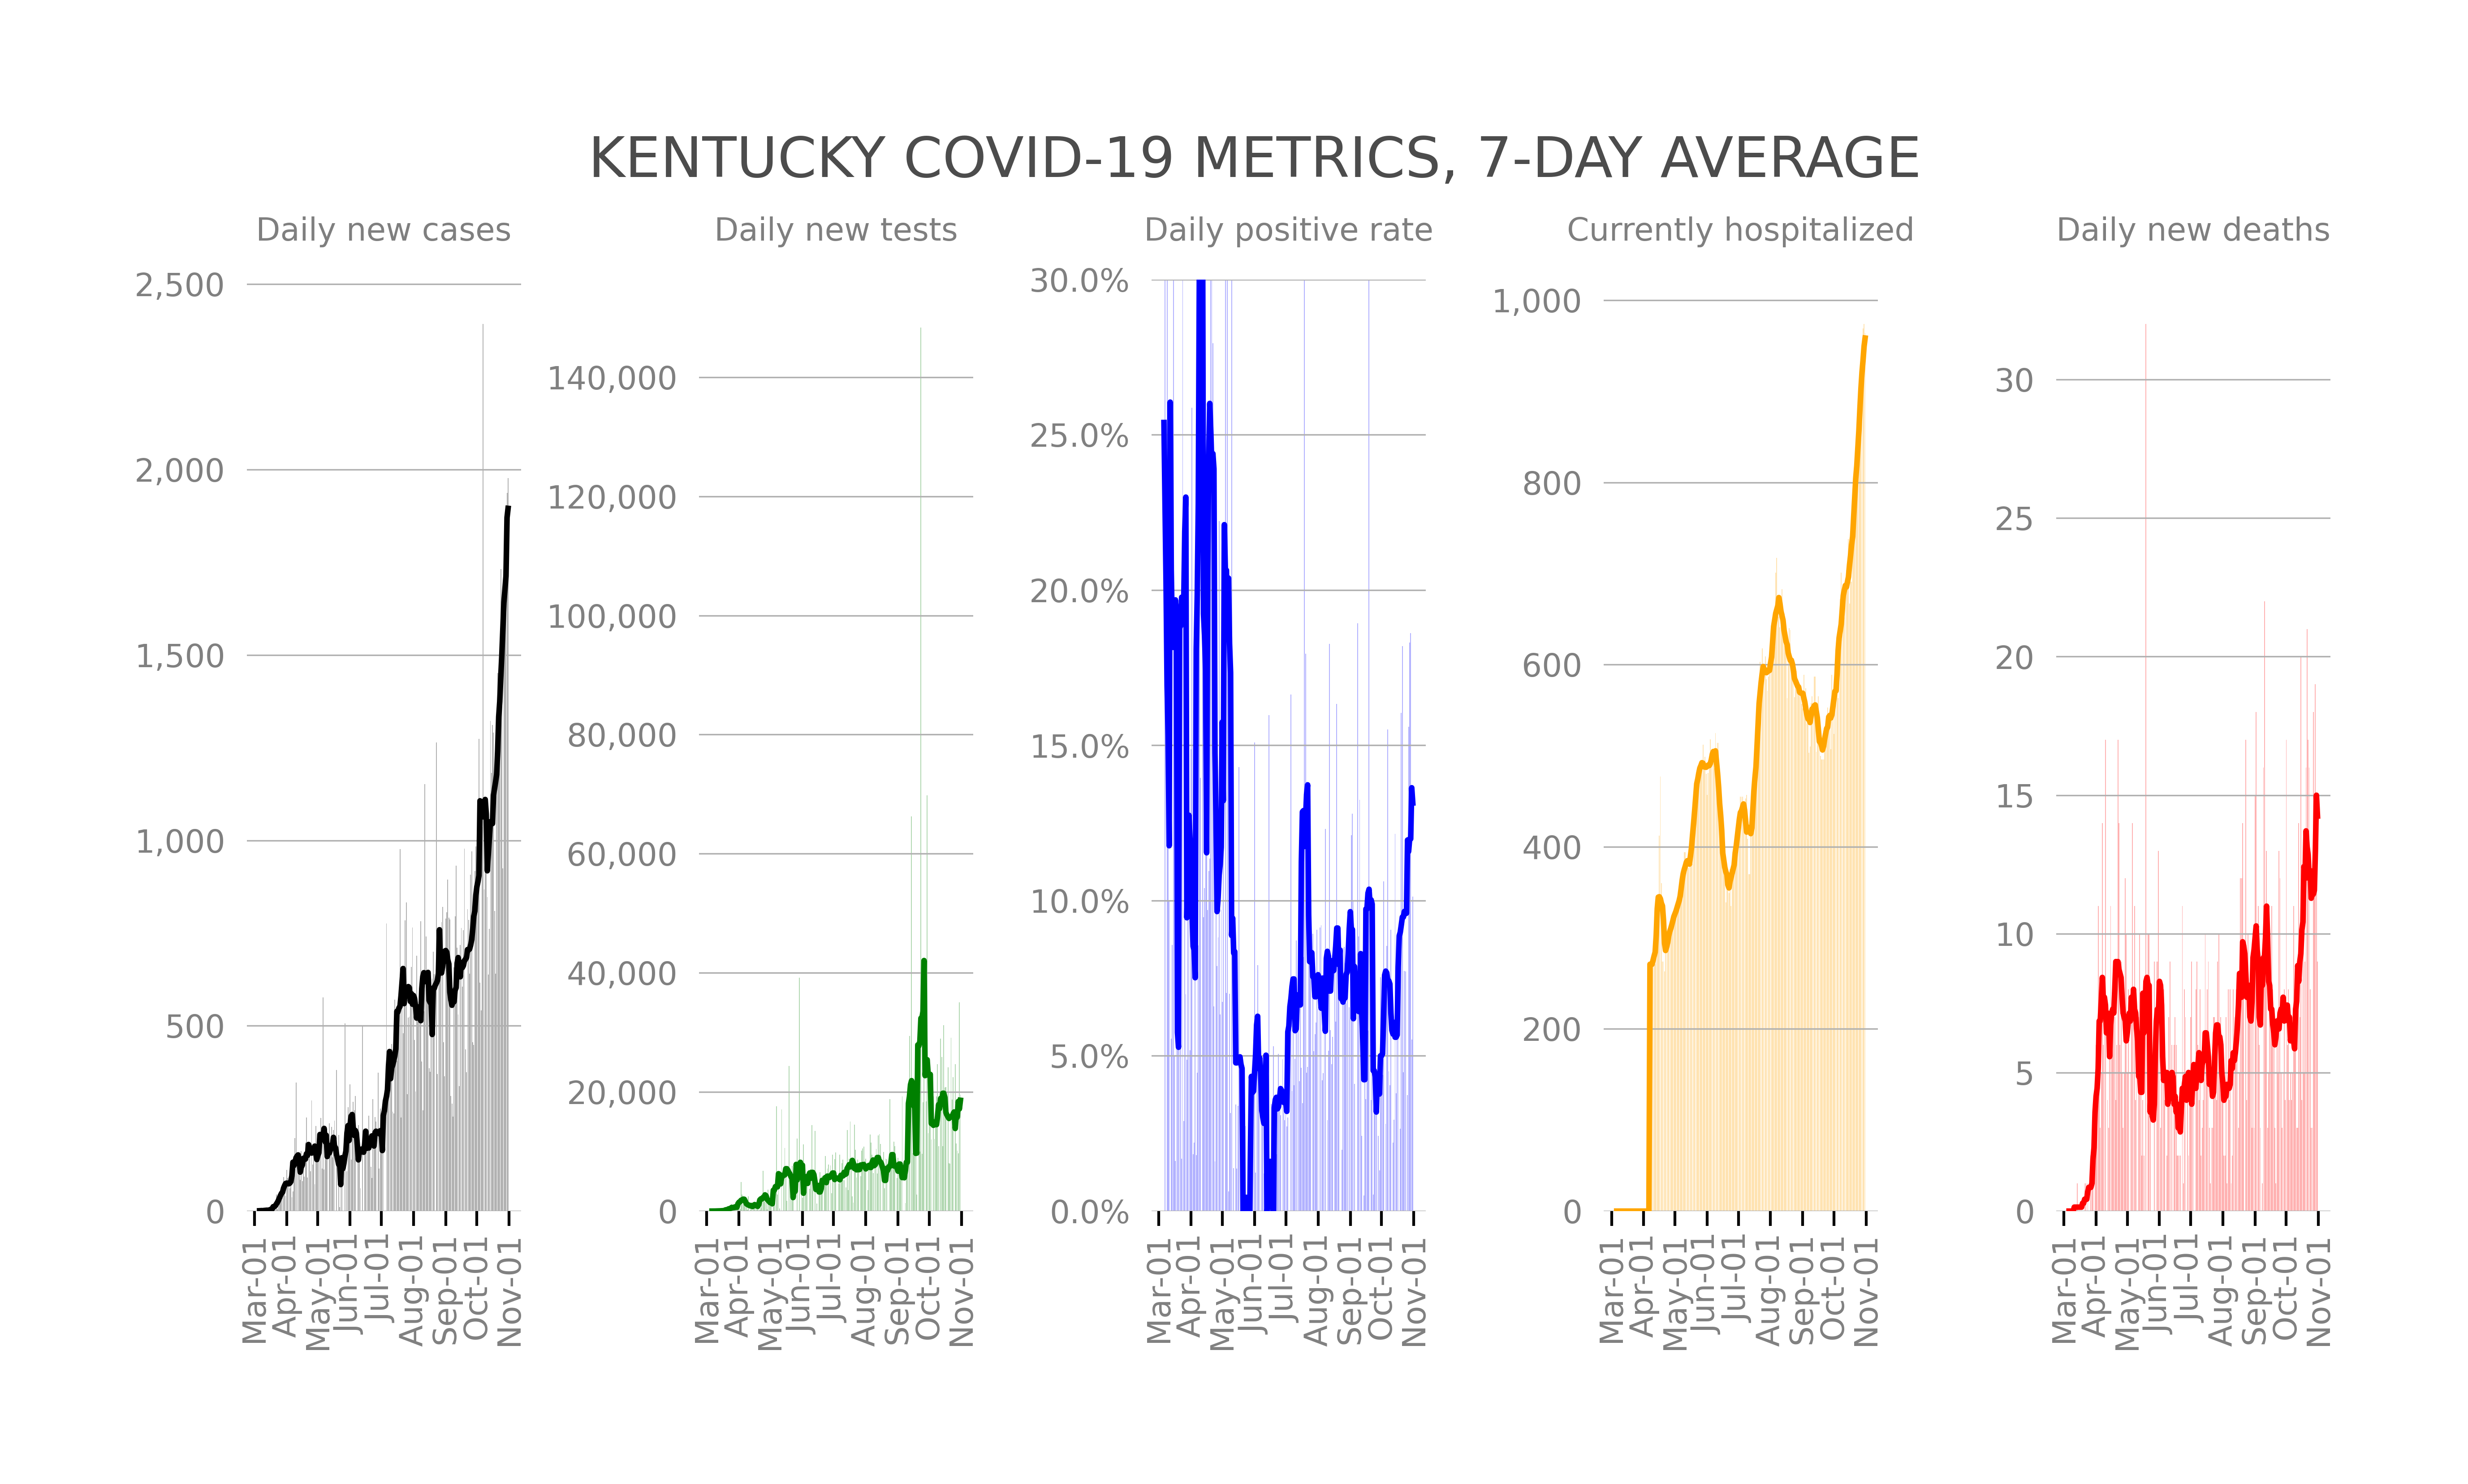 KENTUCKY COVID-19 METRICS, 7-DAY AVERAGE
Daily new cases
2,500
2,000
1,500
1,000
500
0
Mar-01
Apr-01
May-01
Jun-01
Jul-01
Aug-01
Sep-01
Oct-01
Nov-01
Daily new tests
140,000
120,000
100,000
80,000
60,000
40,000
20,000
0
Mar-01
Apr-01
May-01
Jun-01
Jul-01
Aug-01
Sep-01
Oct-01
Nov-01
Daily positive rate
30.0%
25.0%
20.0%
15.0%
10.0%
5.0%
0.0%
Mar-01
Apr-01
May-01
Jun-01
Jul-01
Aug-01
Sep-01
Oct-01
Nov-01
Currently hospitalized
1,000
800
600
400
200
0
Mar-01
Apr-01
May-01
Jun-01
Jul-01
Aug-01
Sep-01
Oct-01
Nov-01
Daily new deaths
30
25
20
15
10
5
0
Mar-01
Apr-01
May-01
Jun-01
Jul-01
Aug-01
Sep-01
Oct-01
Nov-01